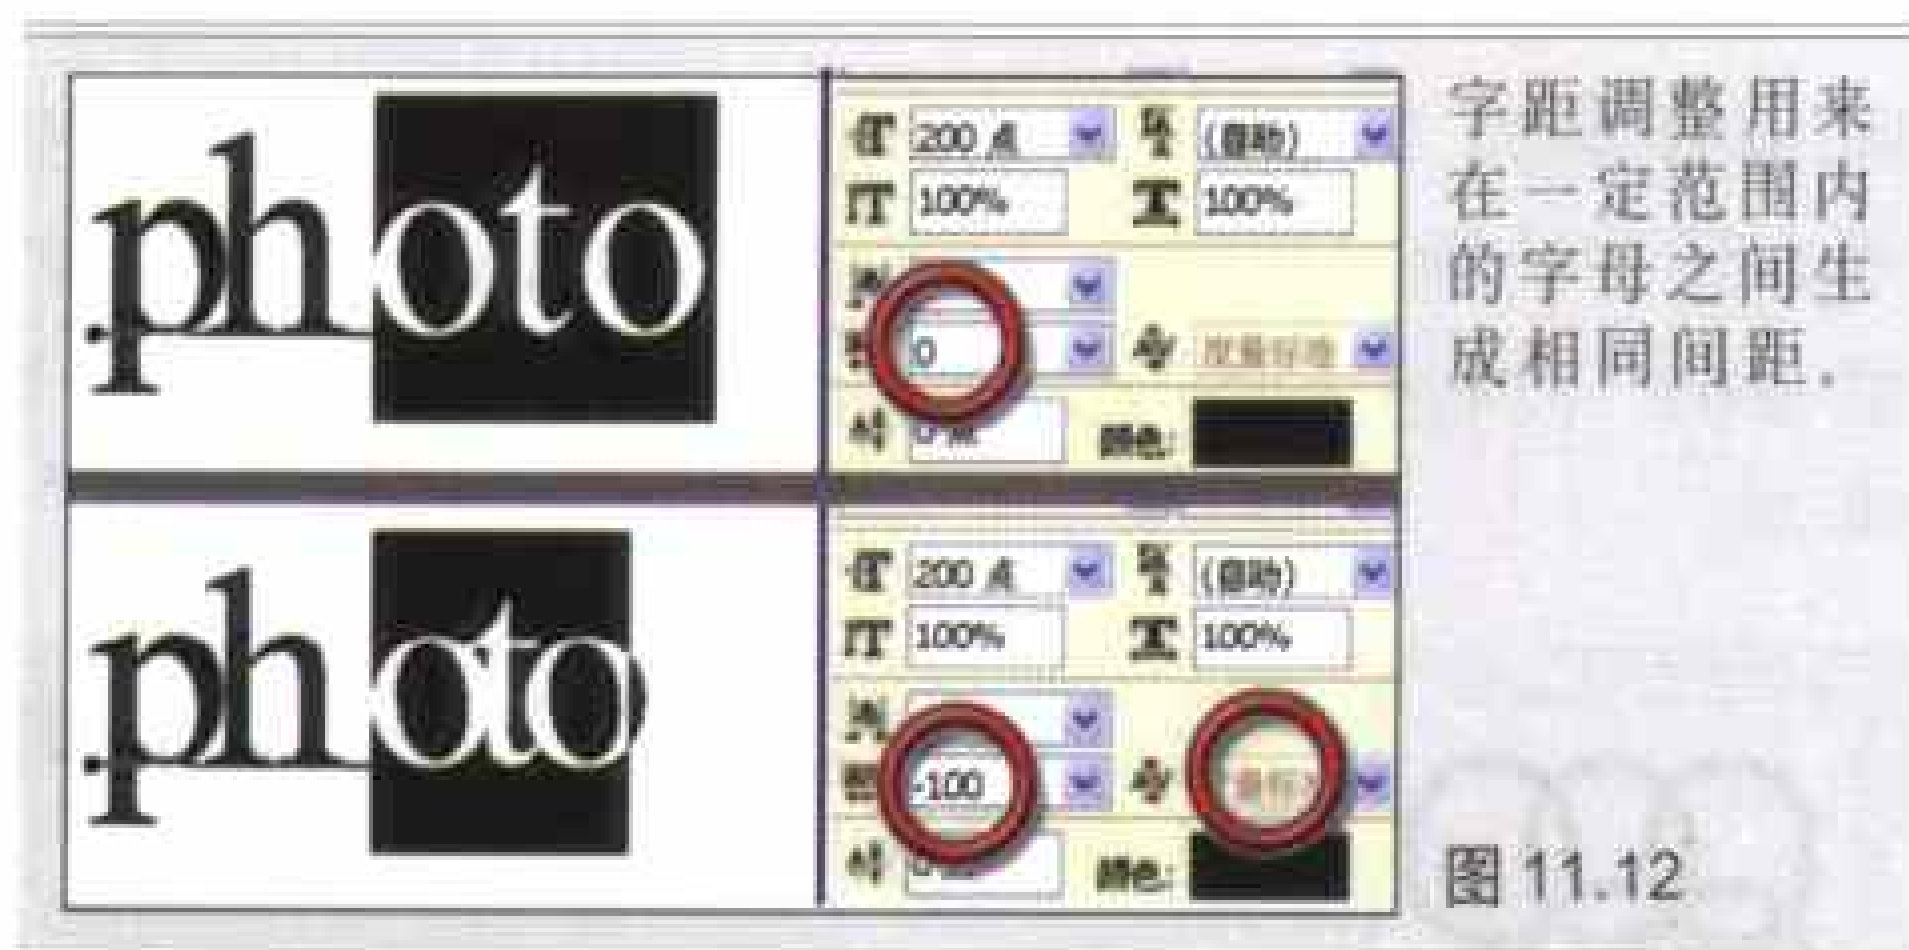 photo
200 点 (自动)
100% 100%
0
颜色:
photo
200 点 (自动)
100% 100%
-100
颜色:
字距调整用来
在一定范围内
的字母之间生
成相同间距。
图 11.12